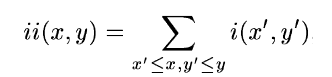 ii(x, y) = ∑ i(x′, y′).
x′≤x,y′≤y